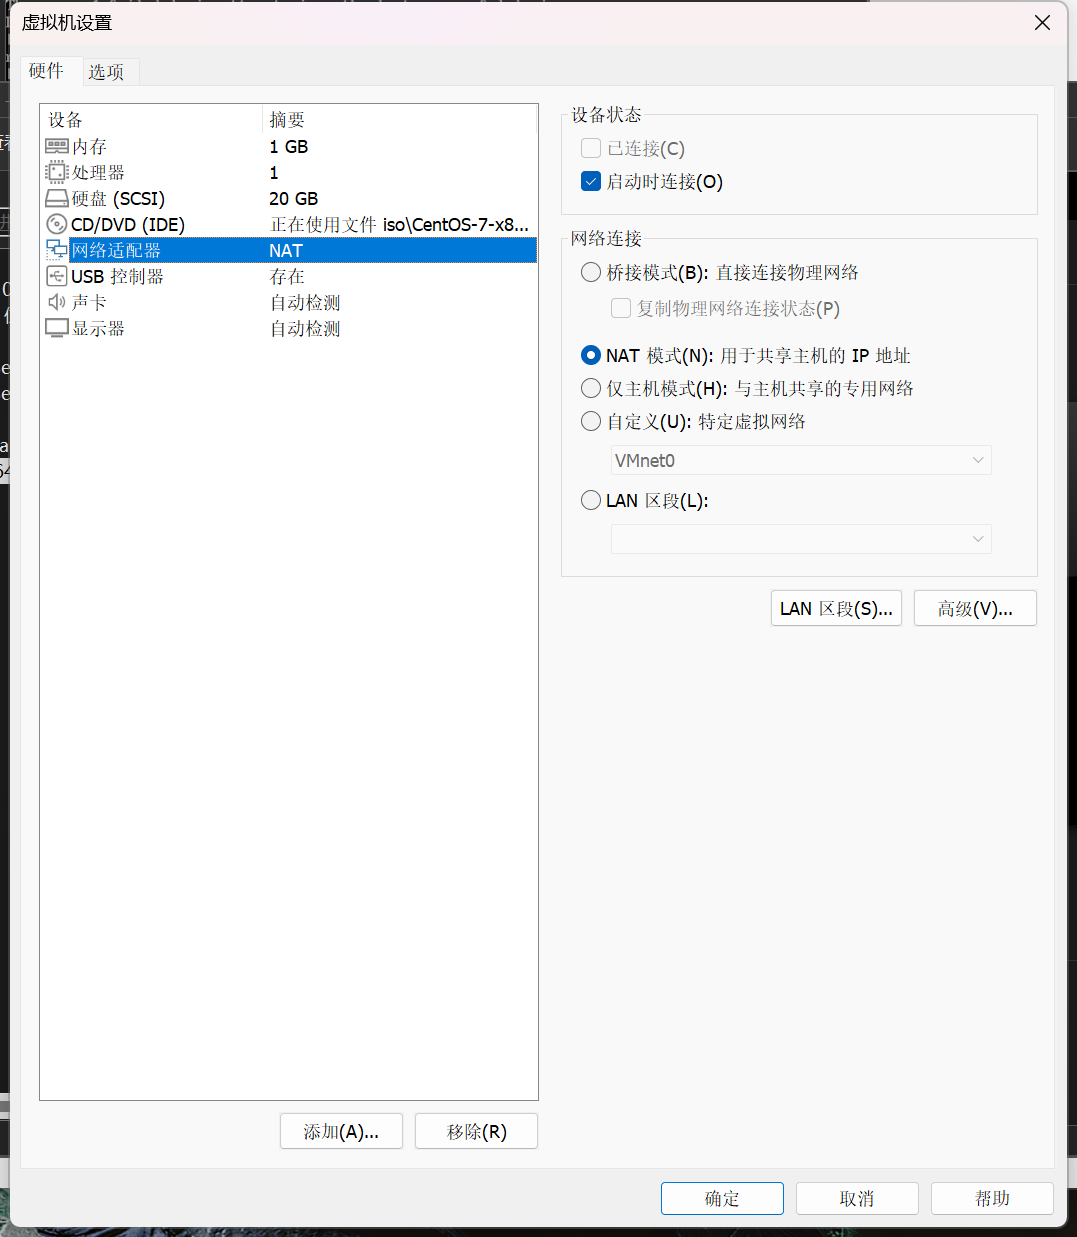 虚拟机设置
硬件 选项
设备 摘要
内存 1 GB
处理器 1
硬盘 (SCSI) 20 GB
CD/DVD (IDE) 正在使用文件 iso\CentOS-7-x8...
网络适配器 NAT
USB 控制器 存在
声卡 自动检测
显示器 自动检测
添加(A)... 移除(R)
设备状态
已连接(C)
启动时连接(O)
网络连接
桥接模式(B): 直接连接物理网络
复制物理网络连接状态(P)
NAT 模式(N): 用于共享主机的 IP 地址
仅主机模式(H): 与主机共享的专用网络
自定义(U): 特定虚拟网络
VMnet0
LAN 区段(L):
LAN 区段(S)... 高级(V)...
确定 取消 帮助